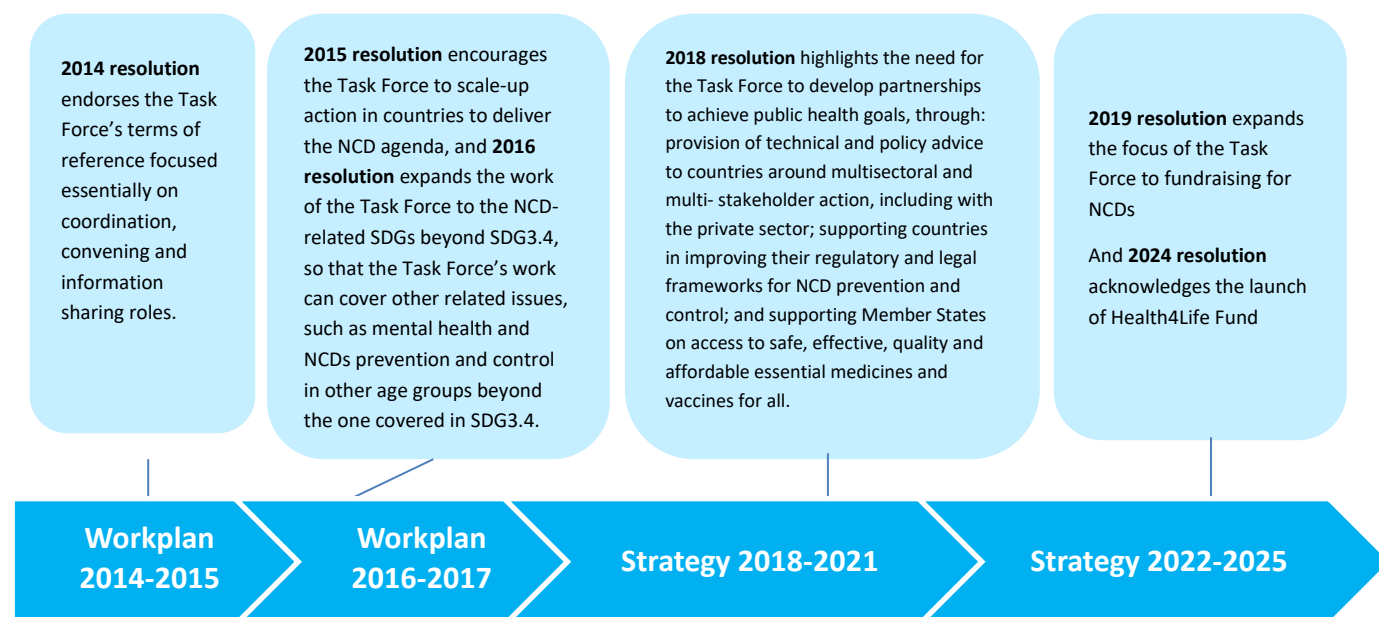 2014 resolution
endorses the Task
Force’s terms of
reference focused
essentially on
coordination,
convening and
information
sharing roles.
2015 resolution encourages
the Task Force to scale-up
action in countries to deliver
the NCD agenda, and 2016
resolution expands the work
of the Task Force to the NCD-
related SDGs beyond SDG3.4,
so that the Task Force’s work
can cover other related issues,
such as mental health and
NCDs prevention and control
in other age groups beyond
the one covered in SDG3.4.
2018 resolution highlights the need for
the Task Force to develop partnerships
to achieve public health goals, through:
provision of technical and policy advice
to countries around multisectoral and
multi- stakeholder action, including with
the private sector; supporting countries
in improving their regulatory and legal
frameworks for NCD prevention and
control; and supporting Member States
on access to safe, effective, quality and
affordable essential medicines and
vaccines for all.
2019 resolution expands
the focus of the Task
Force to fundraising for
NCDs
And 2024 resolution
acknowledges the launch
of Health4Life Fund
Workplan
2014-2015
Workplan
2016-2017
Strategy 2018-2021
Strategy 2022-2025